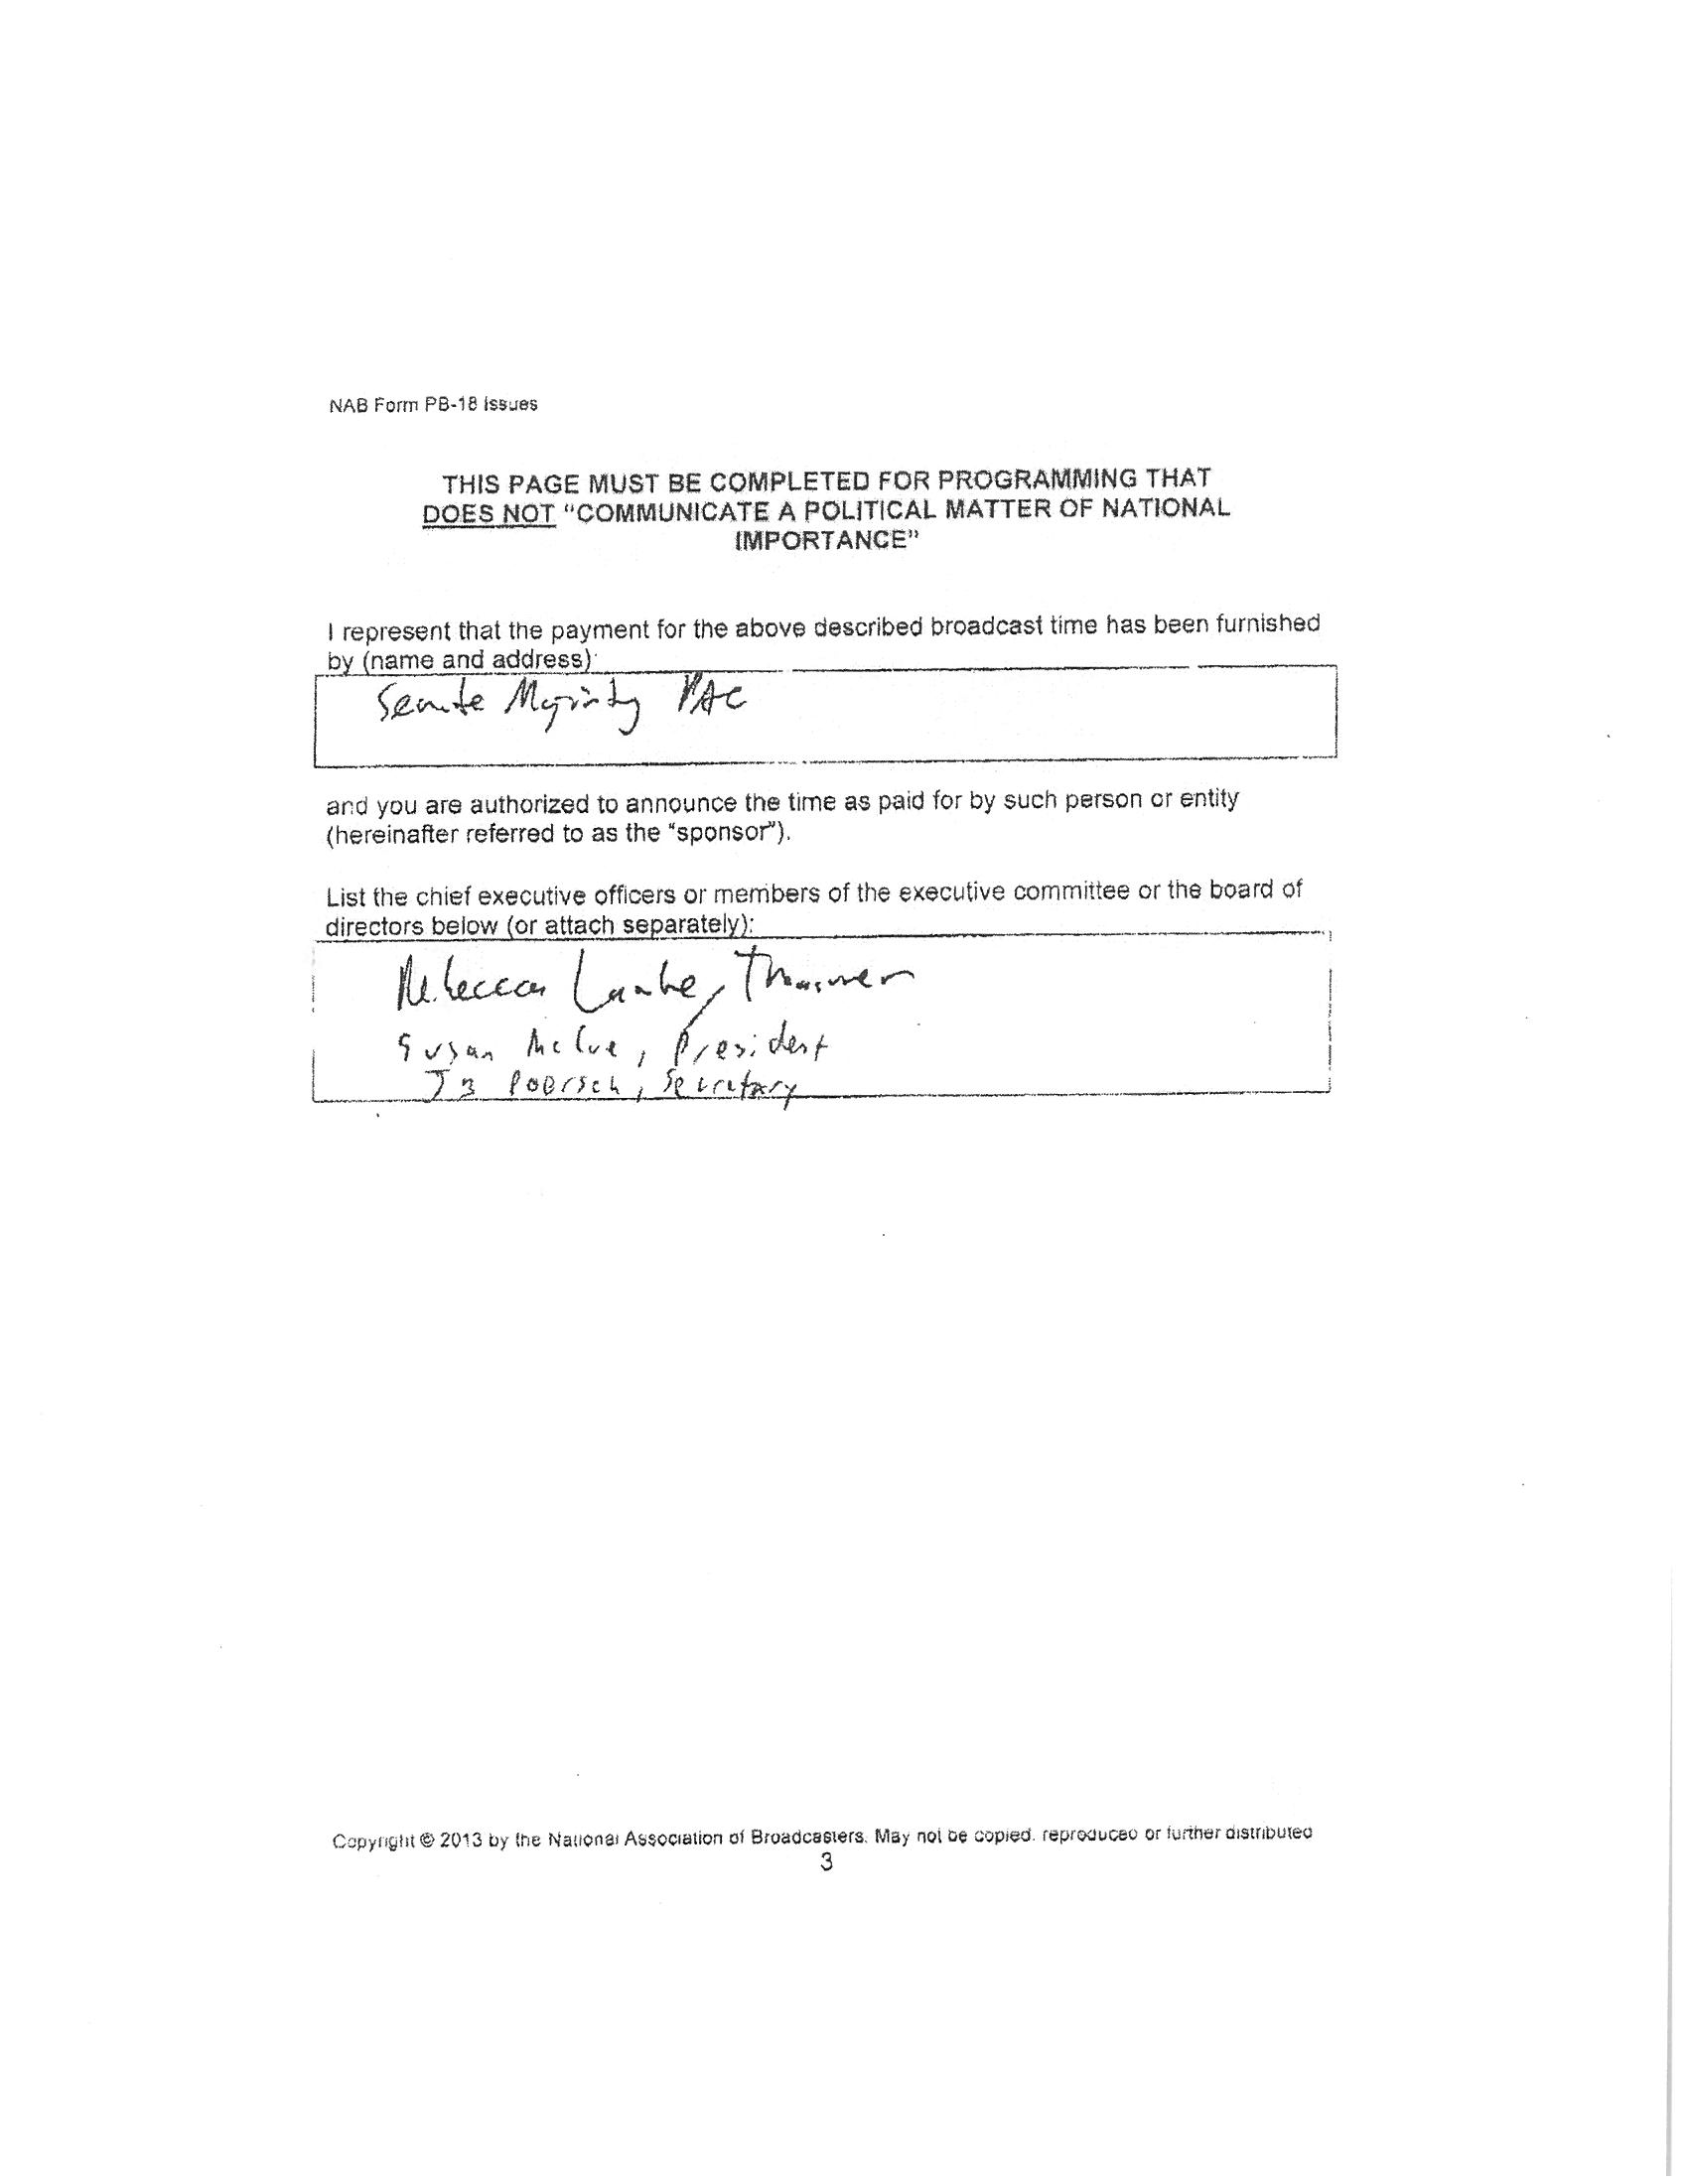 NAB Form PB-18 Issues
THIS PAGE MUST BE COMPLETED FOR PROGRAMMING THAT
DOES NOT "COMMUNICATE A POLITICAL MATTER OF NATIONAL
IMPORTANCE"
I represent that the payment for the above described broadcast time has been furnished
by (name and address):
Senate Majority PAC
and you are authorized to announce the time as paid for by such person or entity
(hereinafter referred to as the "sponsor").
List the chief executive officers or members of the executive committee or the board of
directors below (or attach separately):
Rebecca Lambe,
Susan McCue, President
JB Poersch, Secretary
Copyright © 2013 by the National Association of Broadcasters. May not be copied. reproduced or further distributed
3